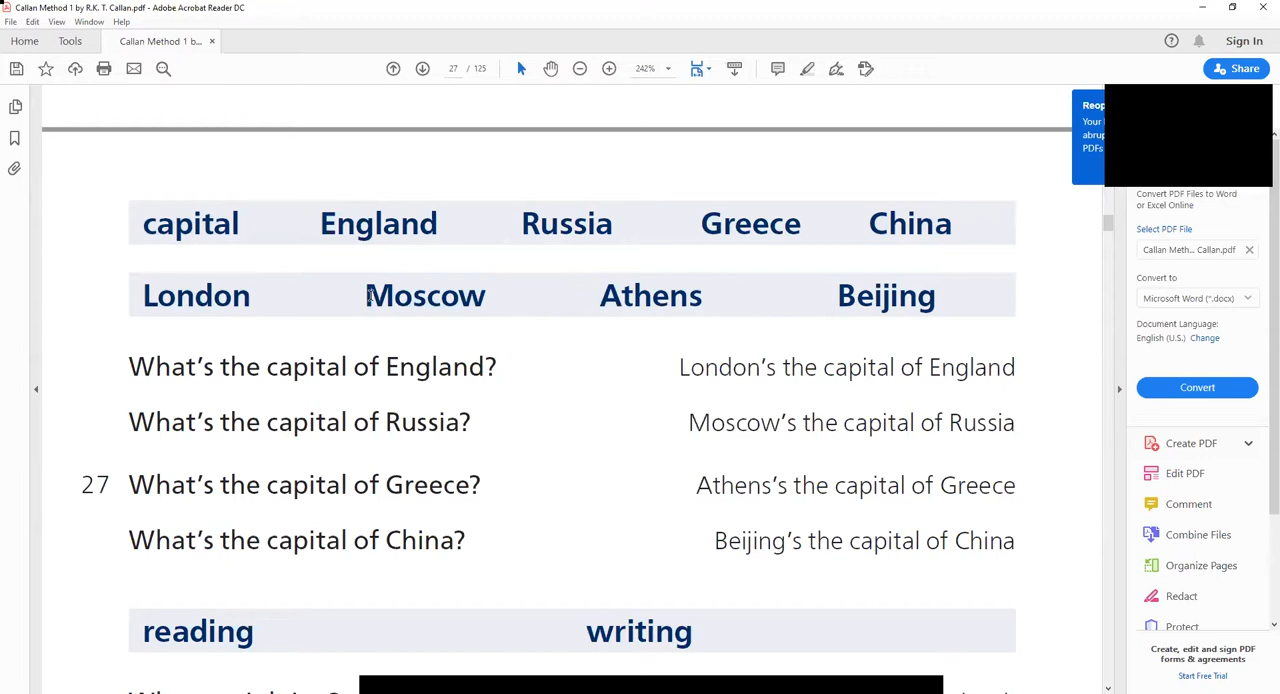 Callan Method 1 by R.K. T. Callan.pdf - Adobe Acrobat Reader DC
File Edit View Window Help
Home Tools Callan Method 1 b... × Sign In
27 / 125 242% Share
Reop
Your
abrup
PDFs
capital England Russia Greece China
London Moscow Athens Beijing
What's the capital of England? London's the capital of England
What's the capital of Russia? Moscow's the capital of Russia
27 What's the capital of Greece? Athens's the capital of Greece
What's the capital of China? Beijing's the capital of China
reading writing
Convert PDF Files to Word
or Excel Online
Select PDF File
Callan Meth... Callan.pdf
Convert to
Microsoft Word (*.docx)
Document Language:
English (U.S.) Change
Convert
Create PDF
Edit PDF
Comment
Combine Files
Organize Pages
Redact
Protect
Create, edit and sign PDF
forms & agreements
Start Free Trial